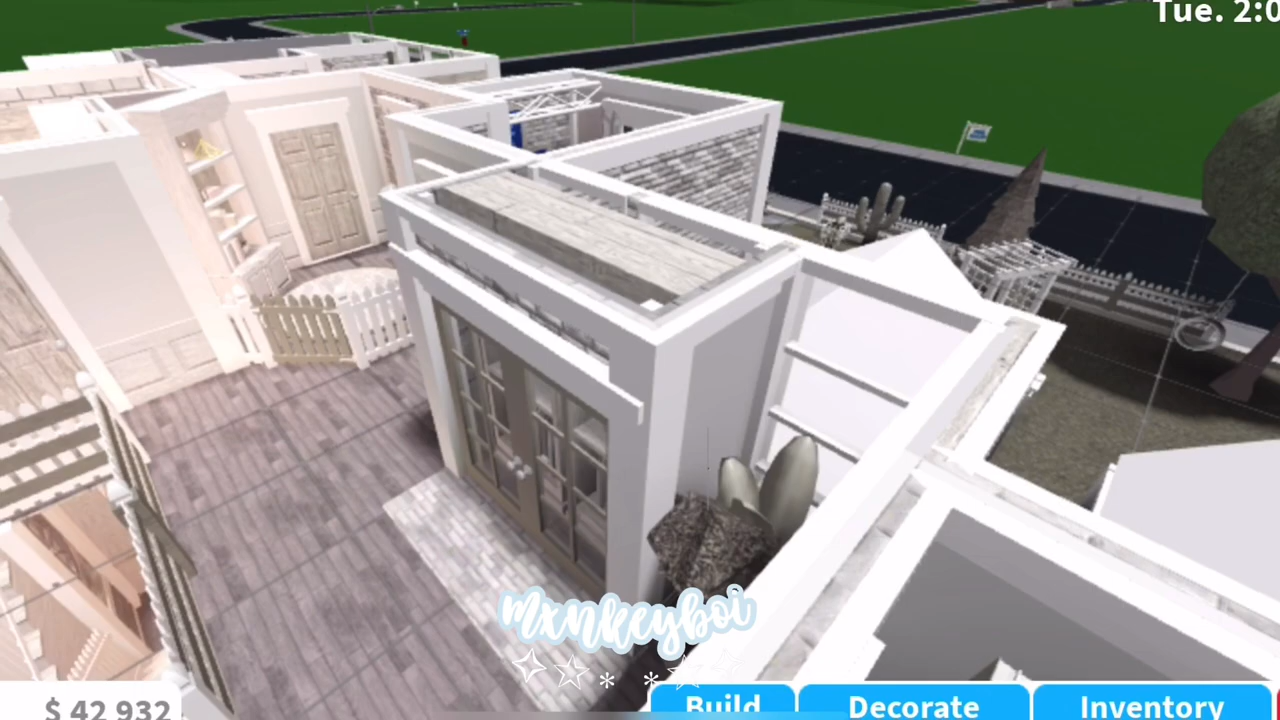 Tue. 2:0
mxnkeyboi
$ 42 932
Build
Decorate
Inventory